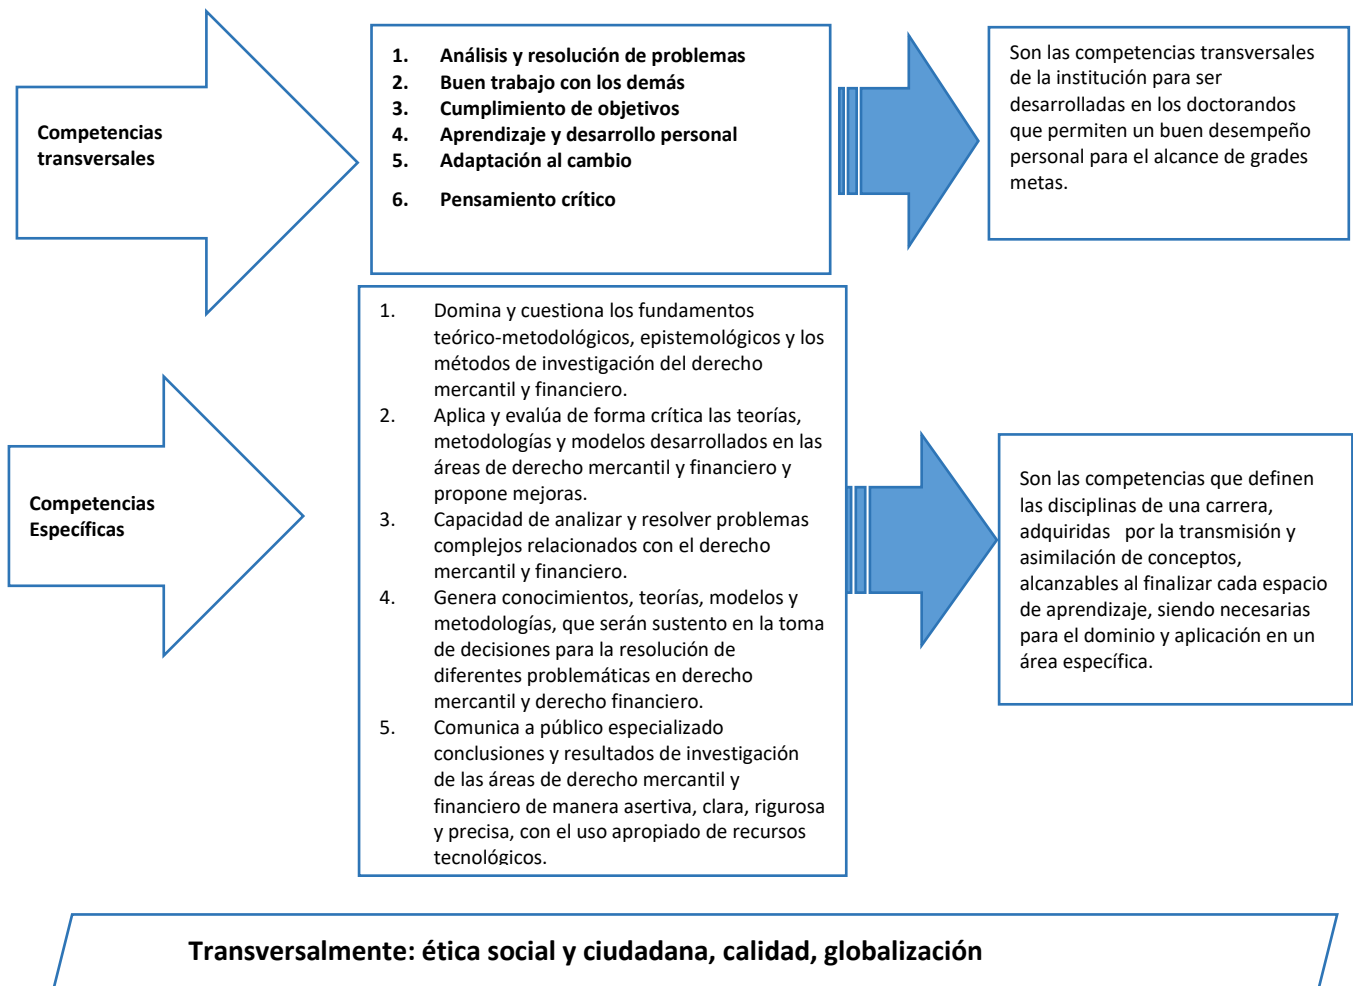 Competencias
transversales
1. Análisis y resolución de problemas
2. Buen trabajo con los demás
3. Cumplimiento de objetivos
4. Aprendizaje y desarrollo personal
5. Adaptación al cambio
6. Pensamiento crítico
Son las competencias transversales
de la institución para ser
desarrolladas en los doctorandos
que permiten un buen desempeño
personal para el alcance de grades
metas.
Competencias
Específicas
1. Domina y cuestiona los fundamentos
teórico-metodológicos, epistemológicos y los
métodos de investigación del derecho
mercantil y financiero.
2. Aplica y evalúa de forma crítica las teorías,
metodologías y modelos desarrollados en las
áreas de derecho mercantil y financiero y
propone mejoras.
3. Capacidad de analizar y resolver problemas
complejos relacionados con el derecho
mercantil y financiero.
4. Genera conocimientos, teorías, modelos y
metodologías, que serán sustento en la toma
de decisiones para la resolución de
diferentes problemáticas en derecho
mercantil y derecho financiero.
5. Comunica a público especializado
conclusiones y resultados de investigación
de las áreas de derecho mercantil y
financiero de manera asertiva, clara, rigurosa
y precisa, con el uso apropiado de recursos
tecnológicos.
Son las competencias que definen
las disciplinas de una carrera,
adquiridas por la transmisión y
asimilación de conceptos,
alcanzables al finalizar cada espacio
de aprendizaje, siendo necesarias
para el dominio y aplicación en un
área específica.
Transversalmente: ética social y ciudadana, calidad, globalización